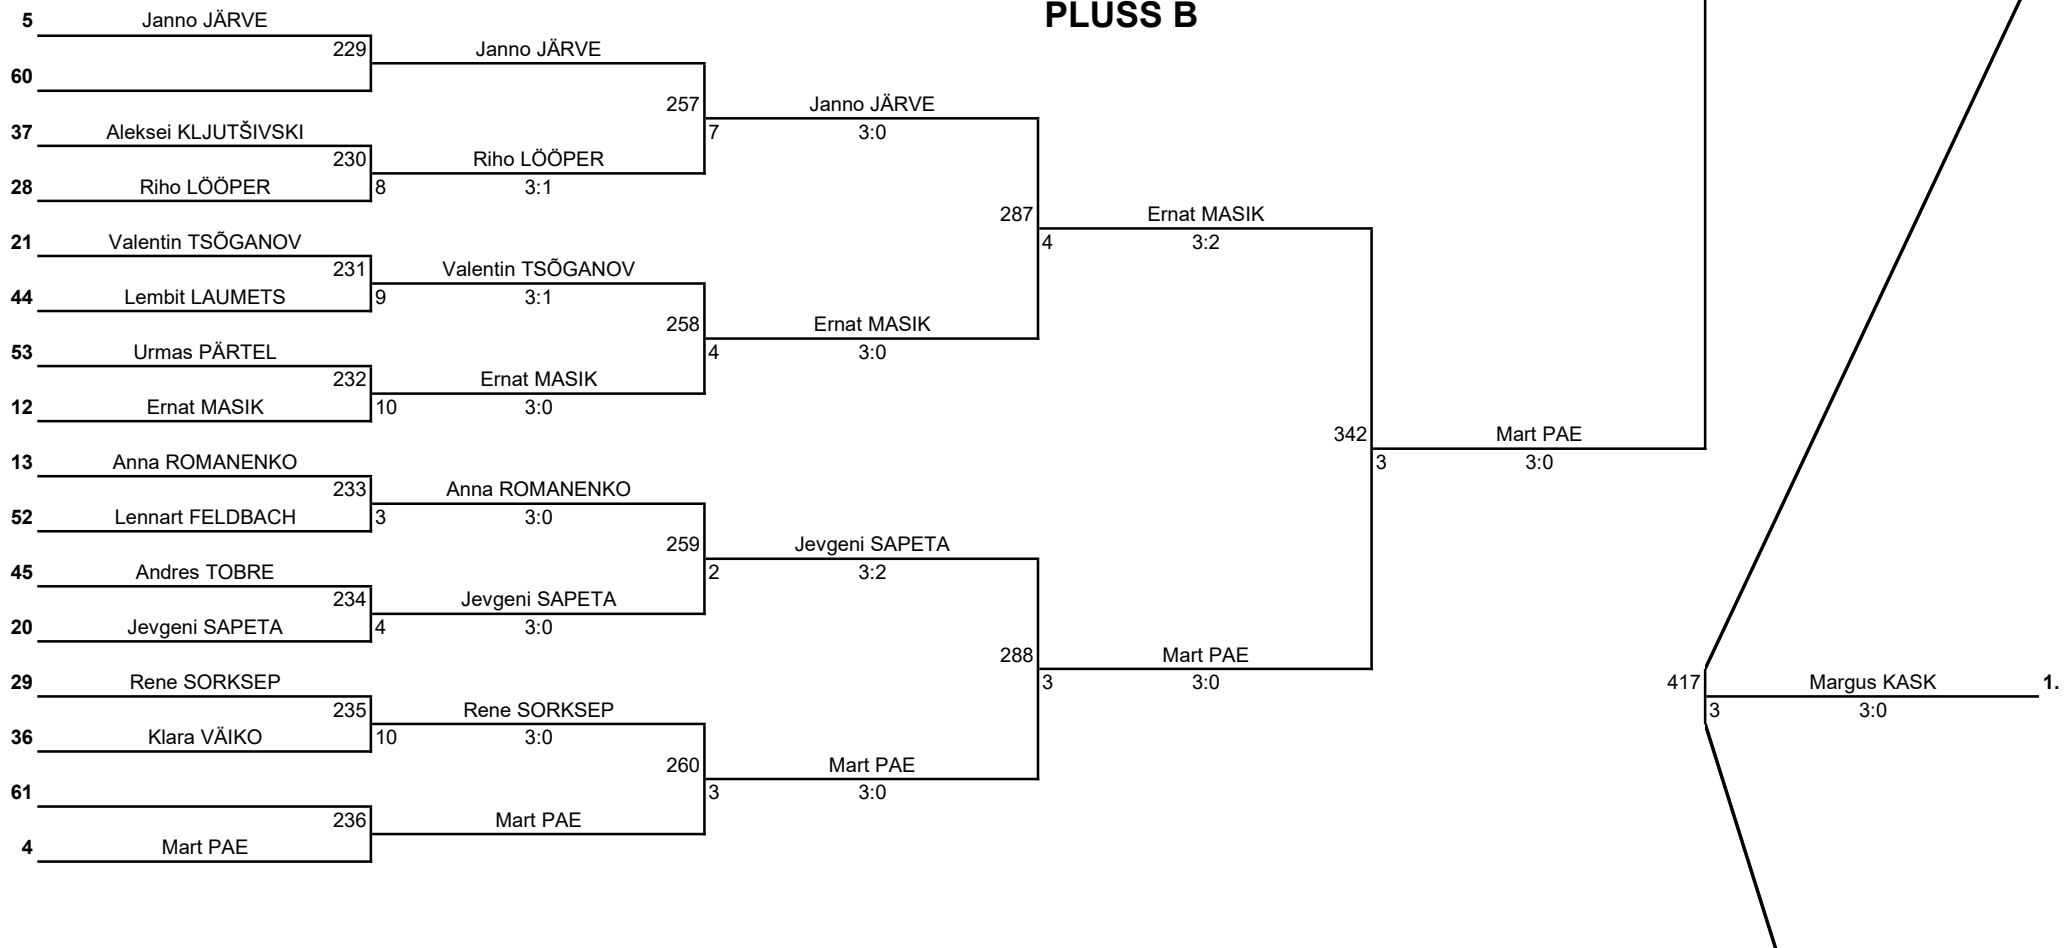 PLUSS B
5 Janno JÄRVE
229 Janno JÄRVE
60
257 Janno JÄRVE
37 Aleksei KLJUTŠIVSKI
7 3:0
230 Riho LÖÖPER
28 Riho LÖÖPER
8 3:1
287 Ernat MASIK
21 Valentin TSÕGANOV
4 3:2
231 Valentin TSÕGANOV
44 Lembit LAUMETS
9 3:1
258 Ernat MASIK
53 Urmas PÄRTEL
4 3:0
232 Ernat MASIK
12 Ernat MASIK
10 3:0
342 Mart PAE
13 Anna ROMANENKO
3 3:0
233 Anna ROMANENKO
52 Lennart FELDBACH
3 3:0
259 Jevgeni SAPETA
45 Andres TOBRE
2 3:2
234 Jevgeni SAPETA
20 Jevgeni SAPETA
4 3:0
288 Mart PAE
29 Rene SORKSEP
3 3:0
417 Margus KASK 1.
235 Rene SORKSEP
3 3:0
36 Klara VÄIKO
10 3:0
260 Mart PAE
61
3 3:0
236 Mart PAE
4 Mart PAE